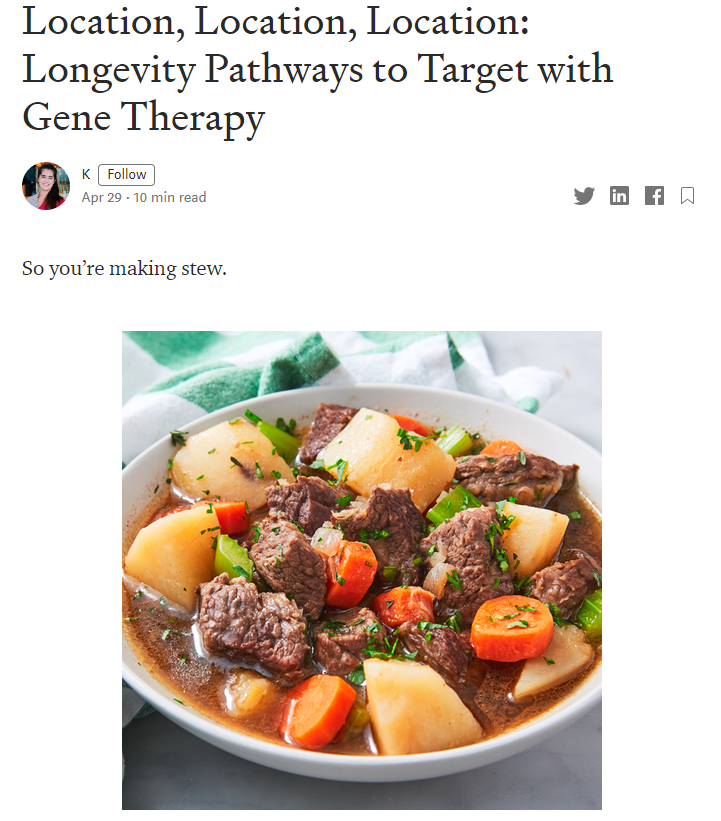 Location, Location, Location:
Longevity Pathways to Target with
Gene Therapy
K Follow
Apr 29 · 10 min read
So you’re making stew.